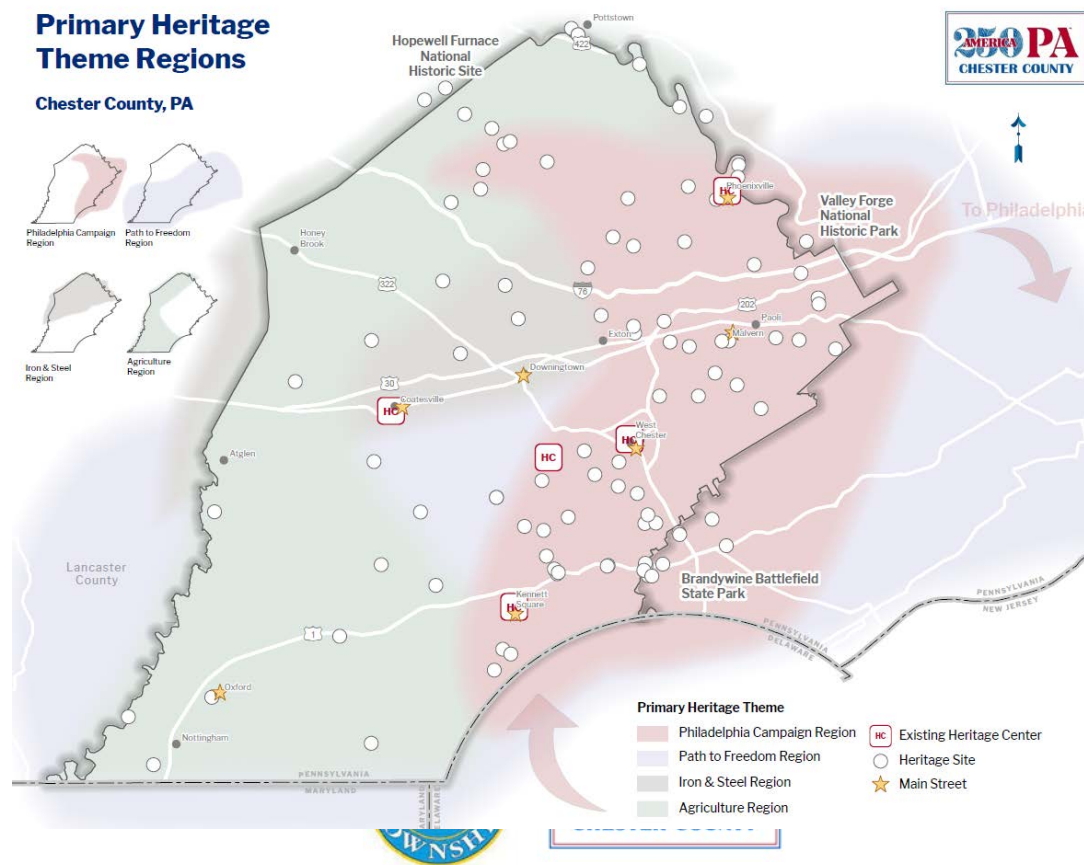 Primary Heritage
Theme Regions
Chester County, PA
Philadelphia Campaign
Region
Path to Freedom
Region
Iron & Steel
Region
Agriculture
Region
Hopewell Furnace
National
Historic Site
Pottstown
422
AMERICA
250 PA
CHESTER COUNTY
HC
Phoenixville
Valley Forge
National
Historic Park
To Philadelphia
Honey
Brook
322
76
202
Paoli
Malvern
Exton
Downingtown
30
Coatesville
HC
West
Chester
HC
HC
Atglen
Lancaster
County
Kennett
Square
HC
Brandywine Battlefield
State Park
PENNSYLVANIA
NEW JERSEY
PENNSYLVANIA
DELAWARE
1
Oxford
Nottingham
PENNSYLVANIA
MARYLAND
MARYLAND
DELAWARE
Primary Heritage Theme
Philadelphia Campaign Region
Path to Freedom Region
Iron & Steel Region
Agriculture Region
HC Existing Heritage Center
Heritage Site
Main Street
OWNSH
CHESTER COUNTY